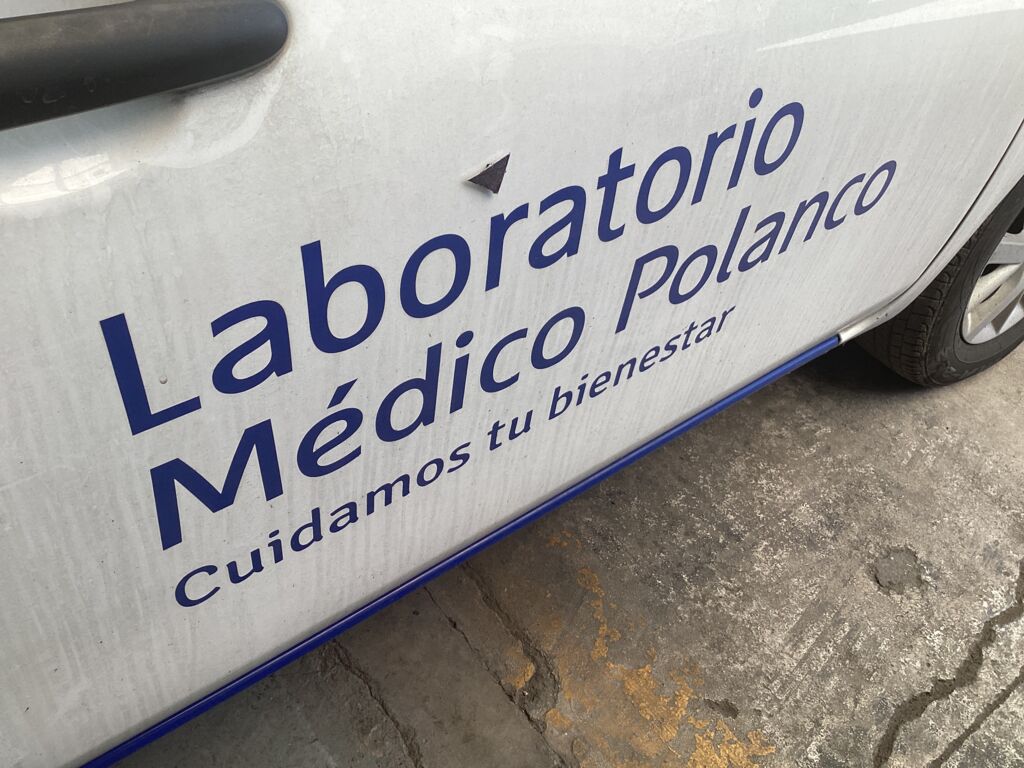 Laboratorio
Médico Polanco
Cuidamos tu bienestar